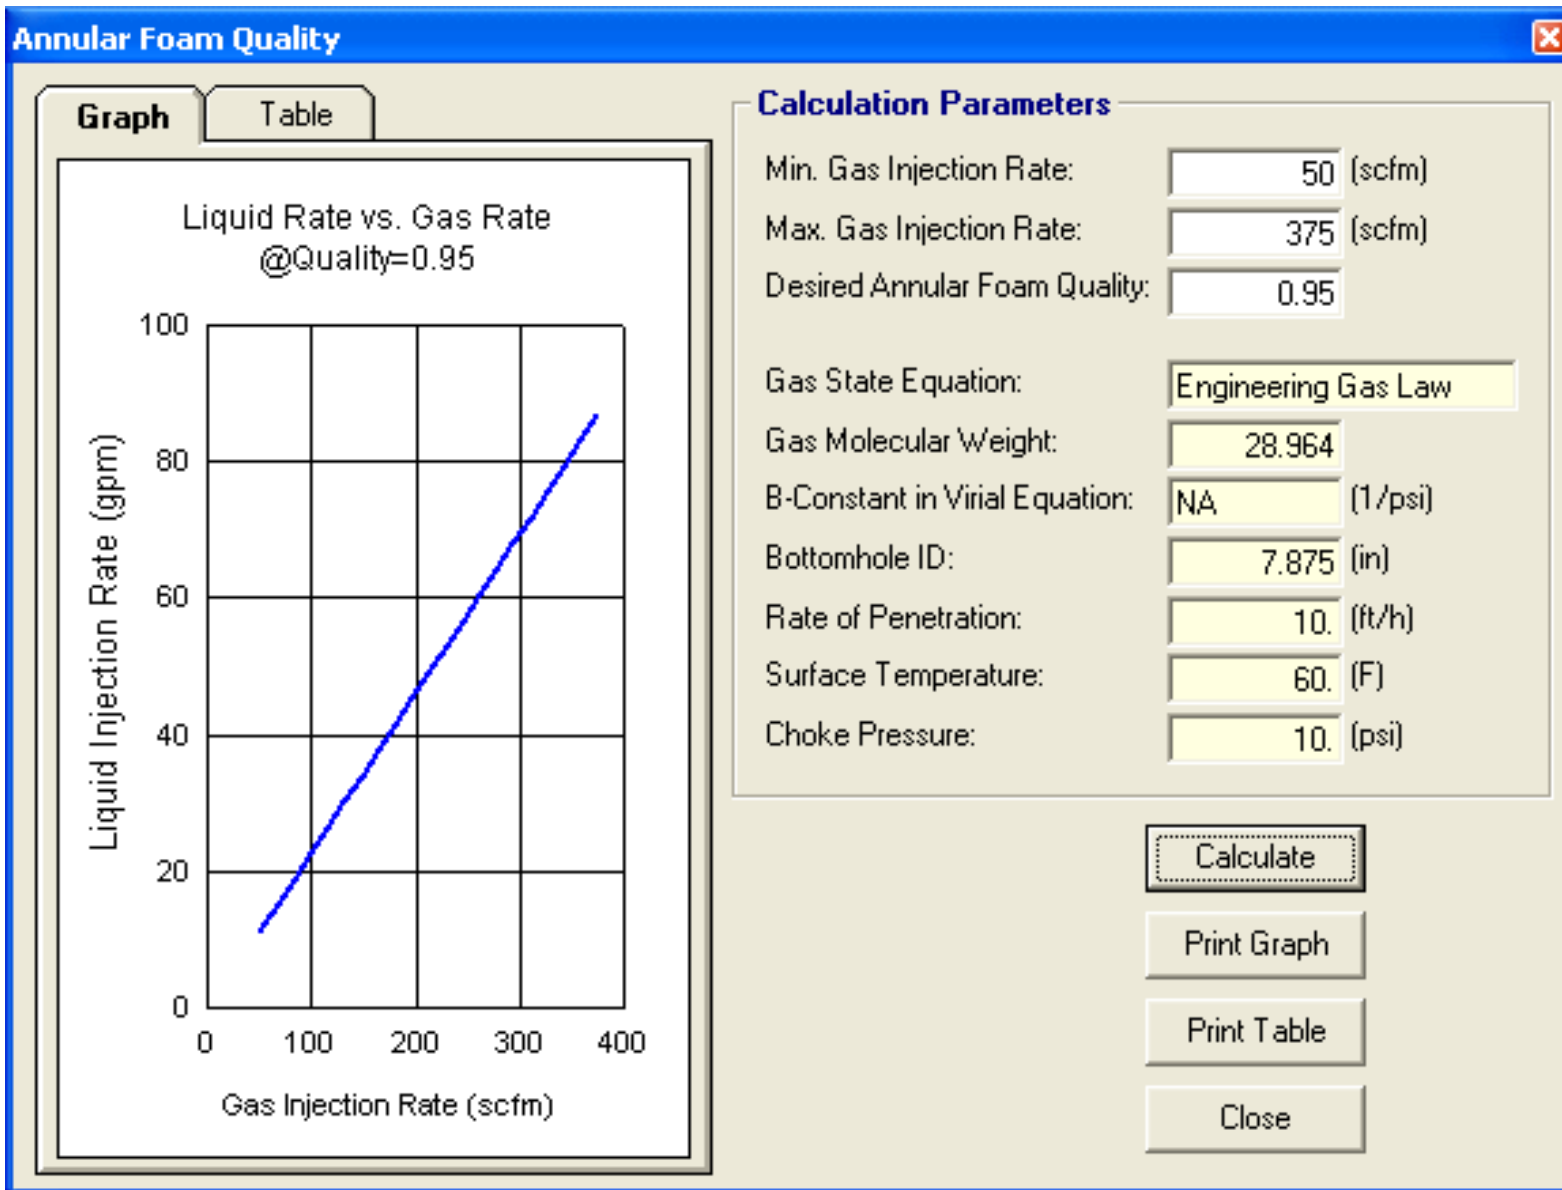 Annular Foam Quality
Graph Table
Liquid Rate vs. Gas Rate
@Quality=0.95
100
80
60
40
20
0
0 100 200 300 400
Liquid Injection Rate (gpm)
Gas Injection Rate (scfm)
Calculation Parameters
Min. Gas Injection Rate: 50 (scfm)
Max. Gas Injection Rate: 375 (scfm)
Desired Annular Foam Quality: 0.95
Gas State Equation: Engineering Gas Law
Gas Molecular Weight: 28.964
B-Constant in Virial Equation: NA (1/psi)
Bottomhole ID: 7.875 (in)
Rate of Penetration: 10. (ft/h)
Surface Temperature: 60. (F)
Choke Pressure: 10. (psi)
Calculate
Print Graph
Print Table
Close